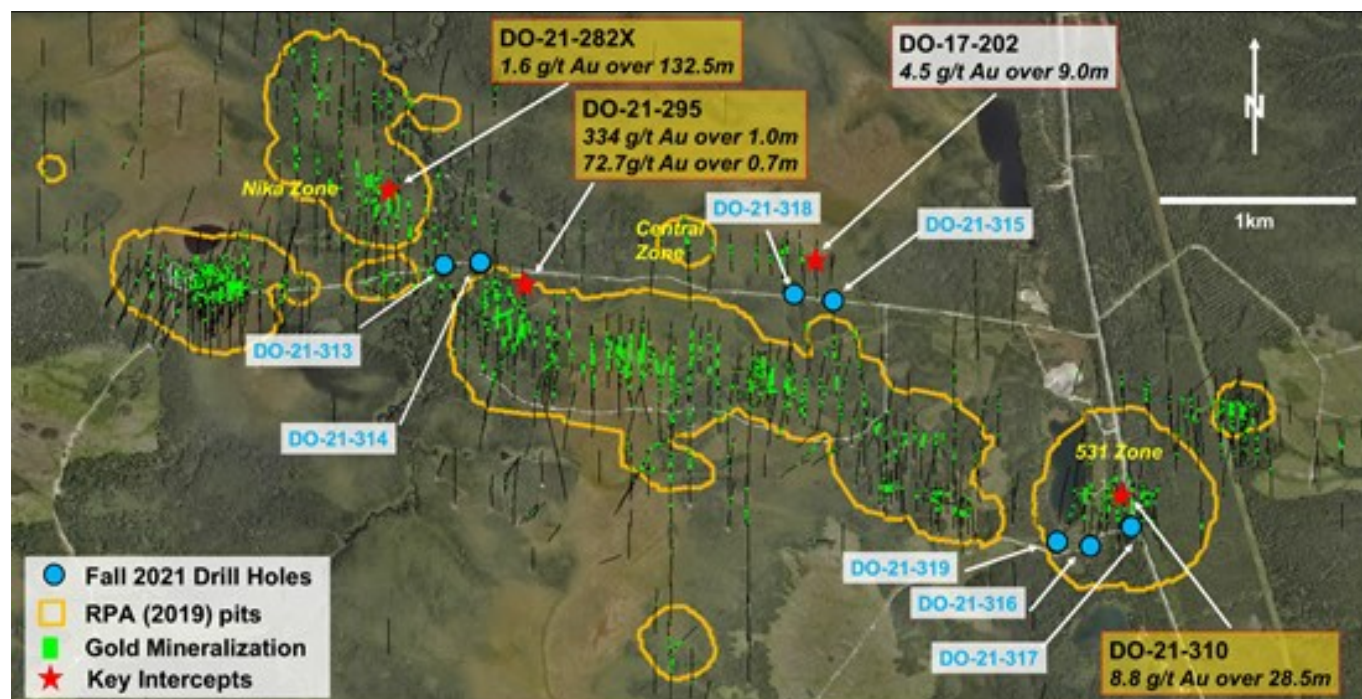 DO-21-282X
1.6 g/t Au over 132.5m
DO-17-202
4.5 g/t Au over 9.0m
DO-21-295
334 g/t Au over 1.0m
72.7g/t Au over 0.7m
N
1km
Nika Zone
DO-21-318
DO-21-315
Central
Zone
DO-21-313
DO-21-314
531 Zone
DO-21-319
DO-21-316
DO-21-317
DO-21-310
8.8 g/t Au over 28.5m
Fall 2021 Drill Holes
RPA (2019) pits
Gold Mineralization
Key Intercepts